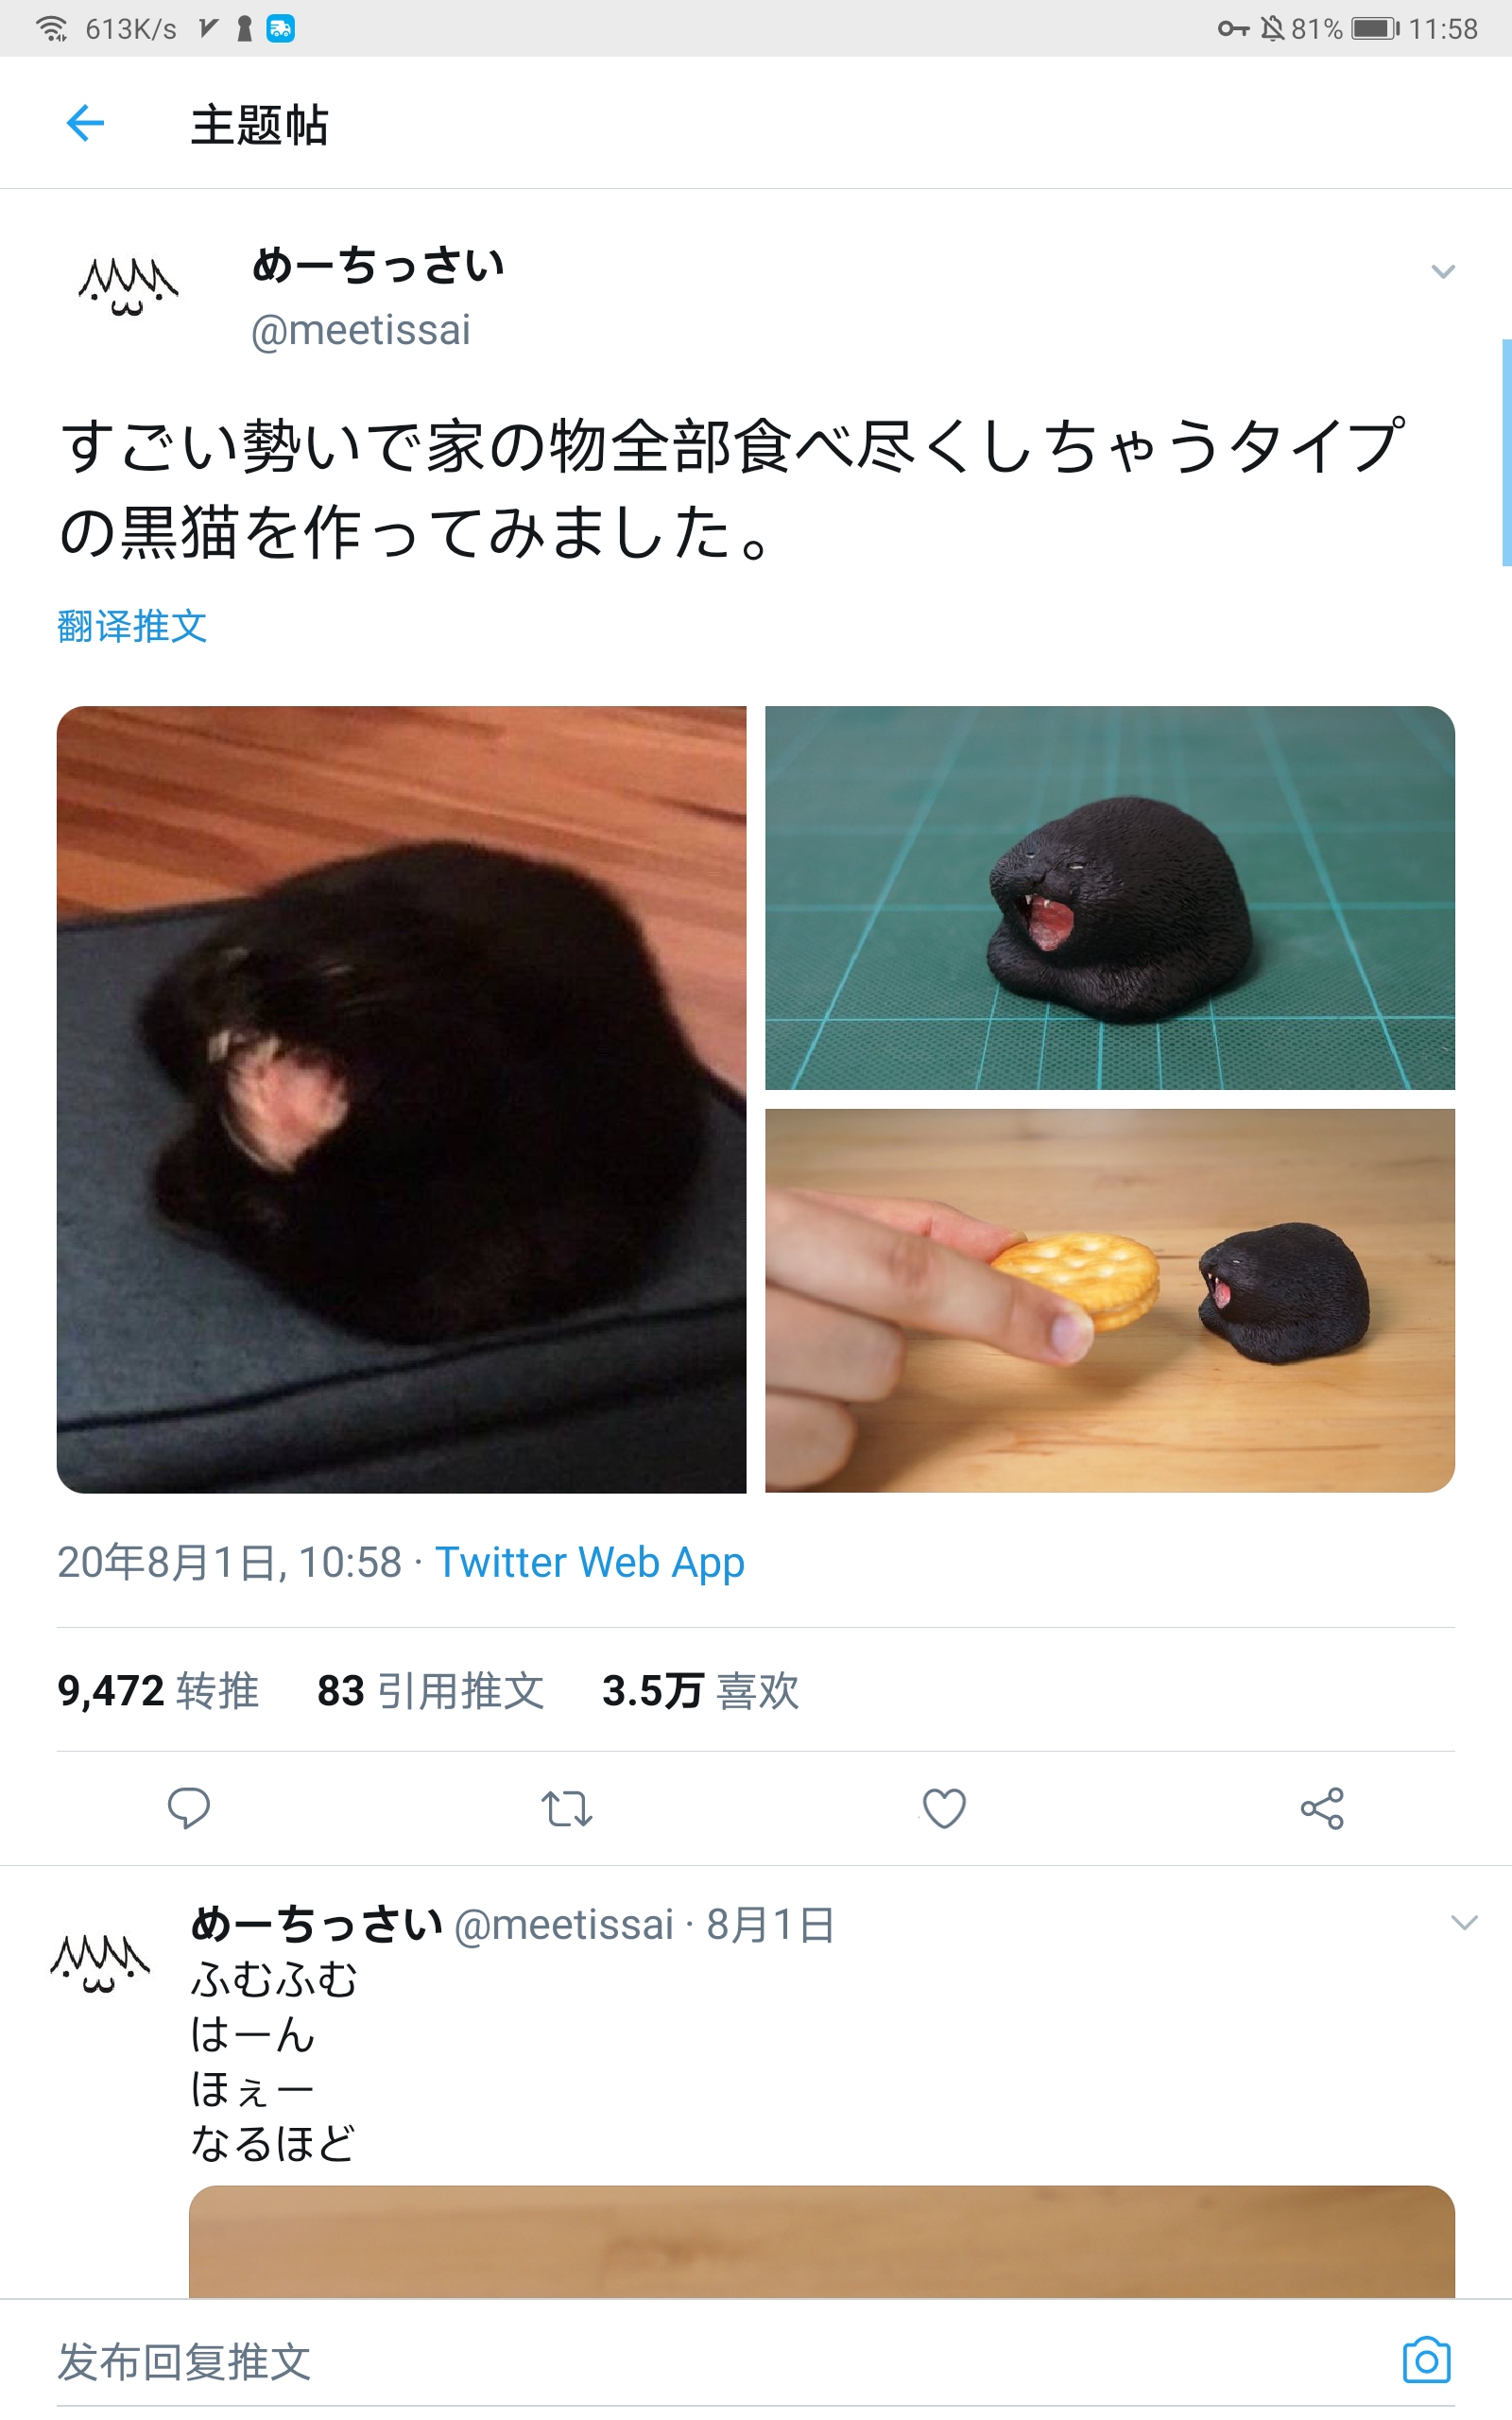 613K/s 81% 11:58
主题帖
めーちっさい
@meetissai
すごい勢いで家の物全部食べ尽くしちゃうタイプ
の黒猫を作ってみました。
翻译推文
20年8月1日, 10:58 · Twitter Web App
9,472 转推 83 引用推文 3.5万 喜欢
めーちっさい @meetissai · 8月1日
ふむふむ
はーん
ほぇー
なるほど
发布回复推文